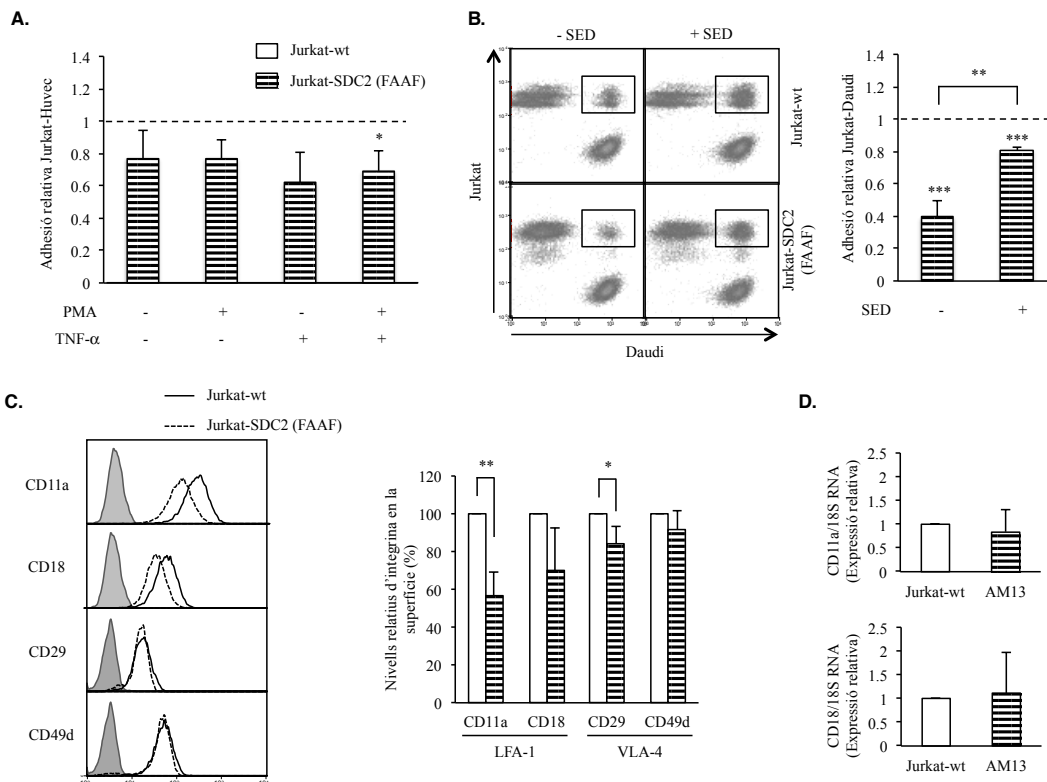 A.
Jurkat-wt
Jurkat-SDC2 (FAAF)
Adhesió relativa Jurkat-Huvec
1.4
1.2
1
0.8
0.6
0.4
0.2
0
*
PMA - + - +
TNF-α - - + +
B.
- SED + SED
Jurkat
Jurkat-wt
Jurkat-SDC2
(FAAF)
Daudi
Adhesió relativa Jurkat-Daudi
1.4
1.2
1
0.8
0.6
0.4
0.2
0
**
***
***
SED - +
C.
Jurkat-wt
Jurkat-SDC2 (FAAF)
CD11a
CD18
CD29
CD49d
Nivells relatius d’integrina en la
superfície (%)
120
100
80
60
40
20
0
** *
CD11a CD18 CD29 CD49d
LFA-1 VLA-4
D.
CD11a/18S RNA
(Expressió relativa)
2.5
2
1.5
1
0.5
0
Jurkat-wt AM13
CD18/18S RNA
(Expressió relativa)
2.5
2
1.5
1
0.5
0
Jurkat-wt AM13